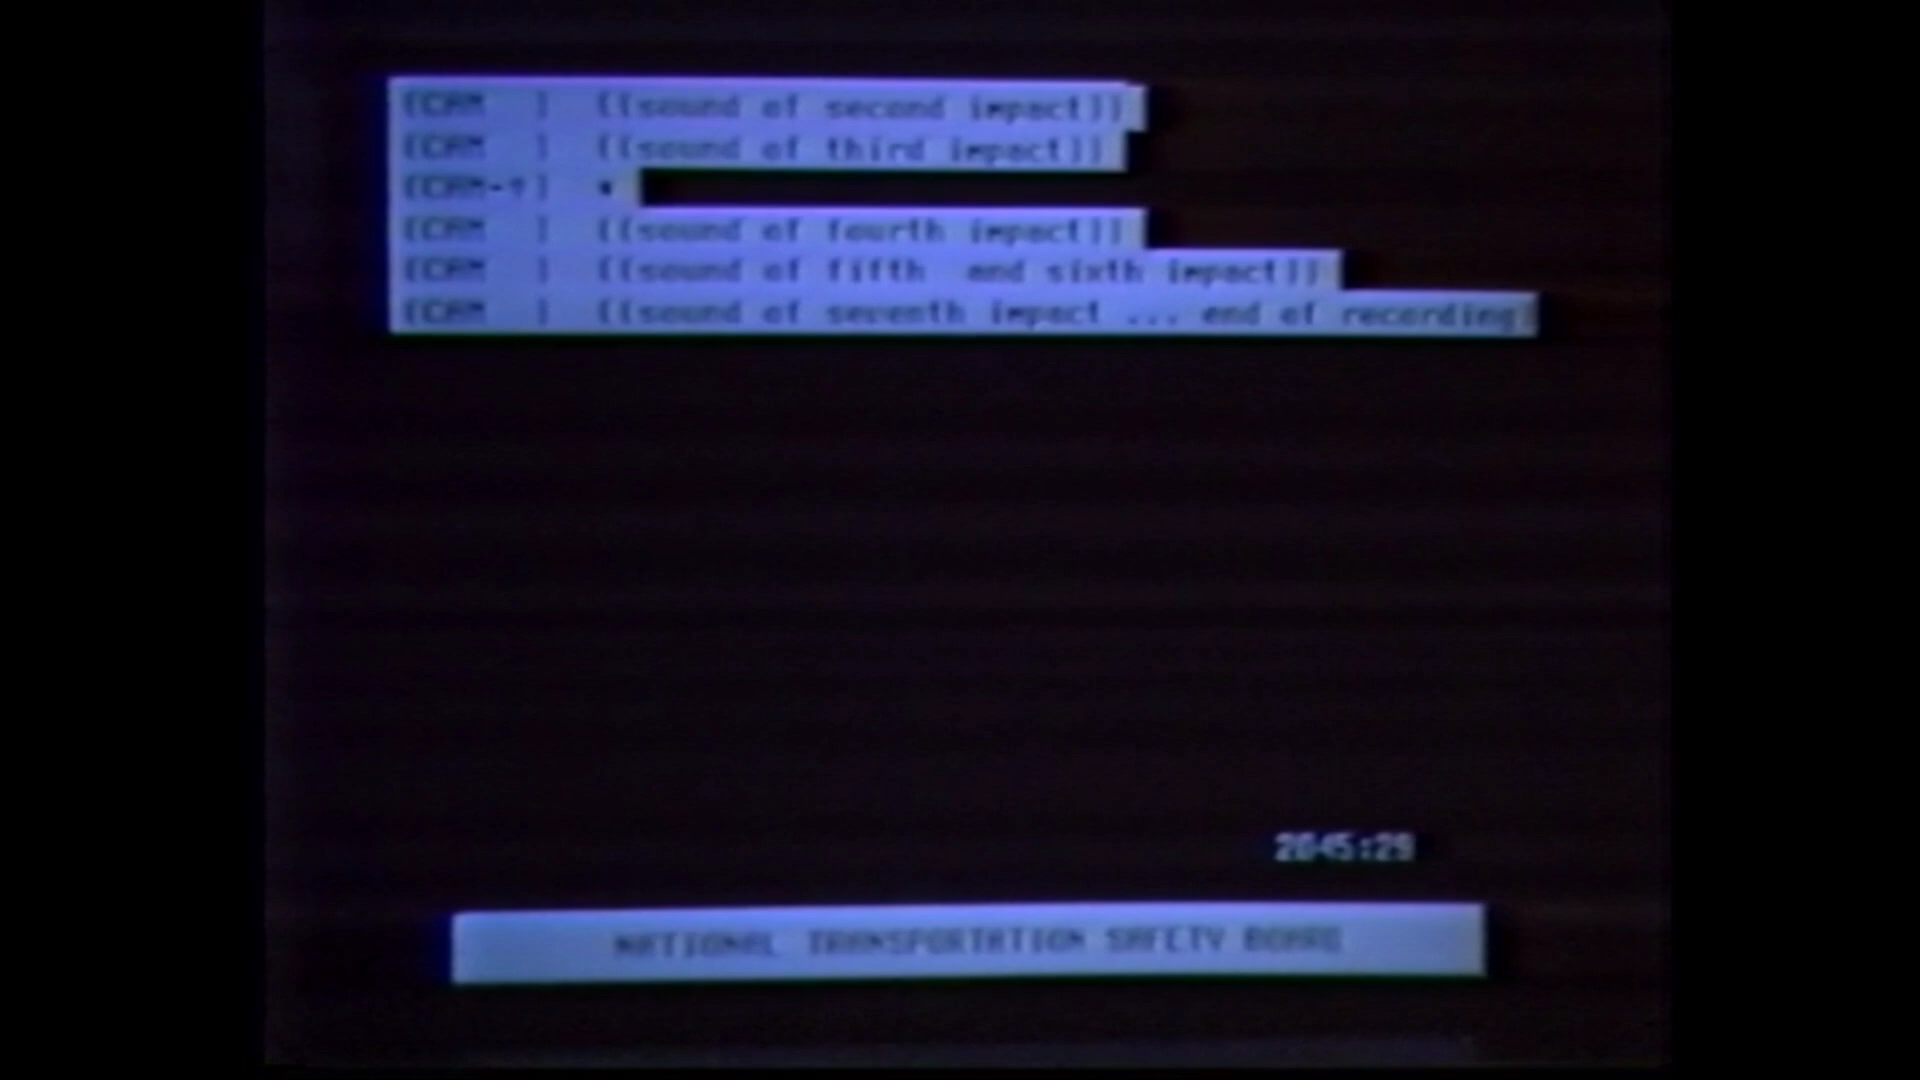 [CAM   ]  [[sound of second impact]]
[CAM   ]  [[sound of third impact]]
[CAM-?]  *
[CAM   ]  [[sound of fourth impact]]
[CAM   ]  [[sound of fifth  and sixth impact]]
[CAM   ]  [[sound of seventh impact ... end of recording]
2045:29
NATIONAL TRANSPORTATION SAFETY BOARD